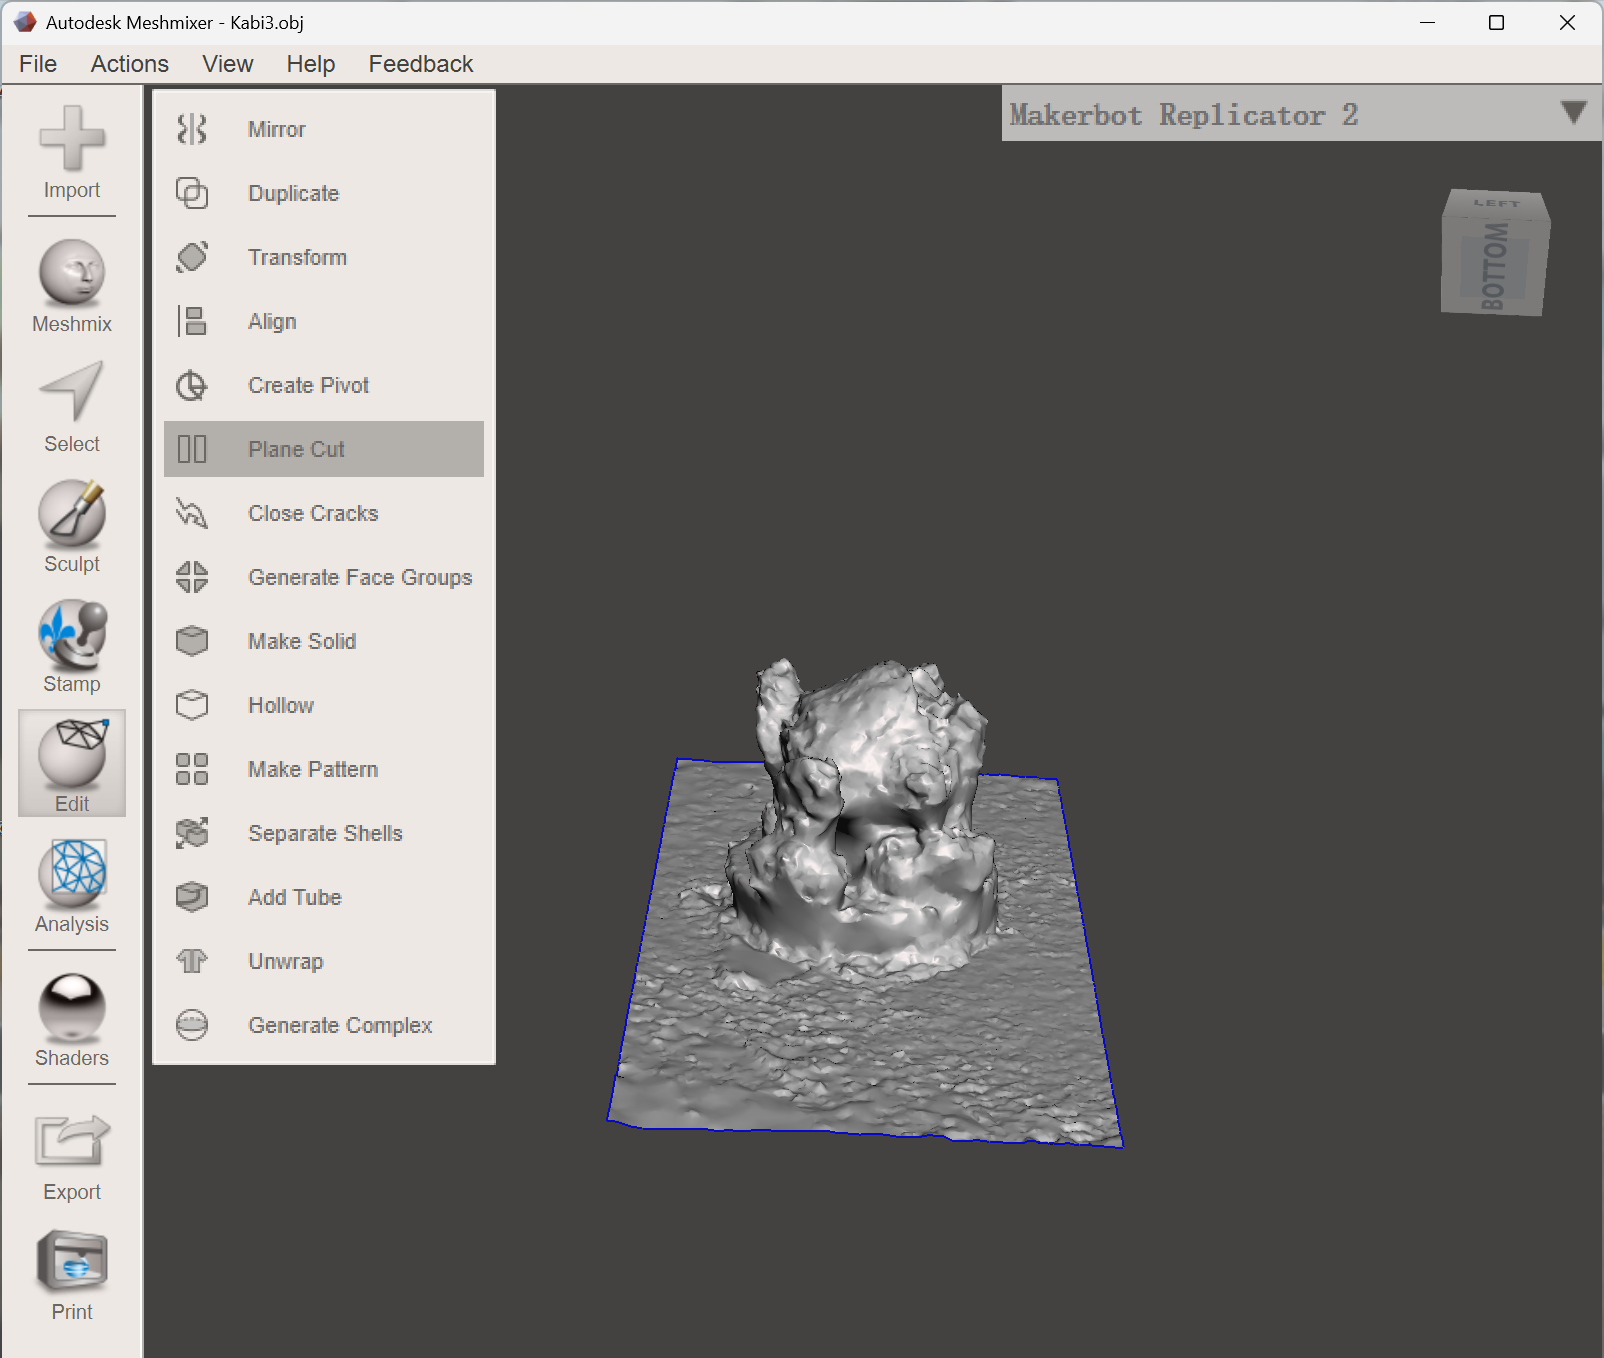 Autodesk Meshmixer - Kabi3.obj
File Actions View Help Feedback
Import
Meshmix
Select
Sculpt
Stamp
Edit
Analysis
Shaders
Export
Print
Mirror
Duplicate
Transform
Align
Create Pivot
Plane Cut
Close Cracks
Generate Face Groups
Make Solid
Hollow
Make Pattern
Separate Shells
Add Tube
Unwrap
Generate Complex
Makerbot Replicator 2
LEFT
BOTTOM